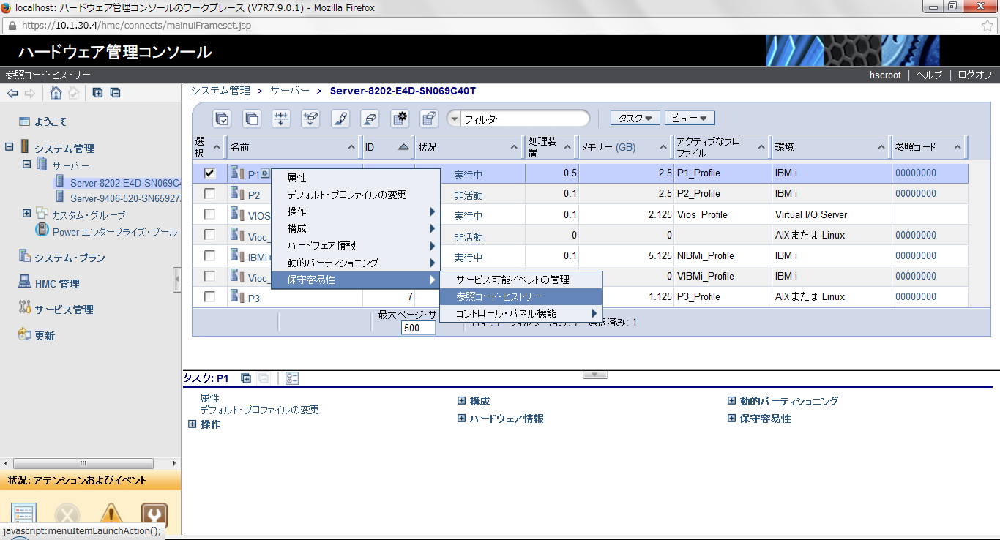 localhost: ハードウェア管理コンソールのワークプレース (V7R7.9.0.1) - Mozilla Firefox
https://10.1.30.4/hmc/connects/mainuiFrameset.jsp
ハードウェア管理コンソール
参照コード・ヒストリー
hscroot | ヘルプ | ログオフ
ようこそ
システム管理
サーバー
Server-8202-E4D-SN069C4
Server-9406-520-SN65927
カスタム・グループ
Power エンタープライズ・プール
システム・プラン
HMC 管理
サービス管理
更新
状況: アテンションおよびイベント
javascript:menuItemLaunchAction();
システム管理 > サーバー > Server-8202-E4D-SN069C40T
フィルター
タスク ビュー
選択 名前 ID 状況 処理装置 メモリー (GB) アクティブなプロファイル 環境 参照コード
P1 実行中 0.5 2.5 P1_Profile IBM i 00000000
P2 非活動 0.1 2.5 P2_Profile IBM i 00000000
VIOS 実行中 0.1 2.125 Vios_Profile Virtual I/O Server
Vioc_ 非活動 0 0 AIX または Linux 00000000
IBMi+ 実行中 0.1 5.125 NIBMi_Profile IBM i 00000000
Vioc_ 0 VIBMi_Profile IBM i 00000000
P3 7 1.125 P3_Profile AIX または Linux 00000000
属性
デフォルト・プロファイルの変更
操作
構成
ハードウェア情報
動的パーティショニング
保守容易性
サービス可能イベントの管理
参照コード・ヒストリー
コントロール・パネル機能
最大ページ・サ
500
選択済み: 1
タスク: P1
属性
デフォルト・プロファイルの変更
操作
構成
ハードウェア情報
動的パーティショニング
保守容易性